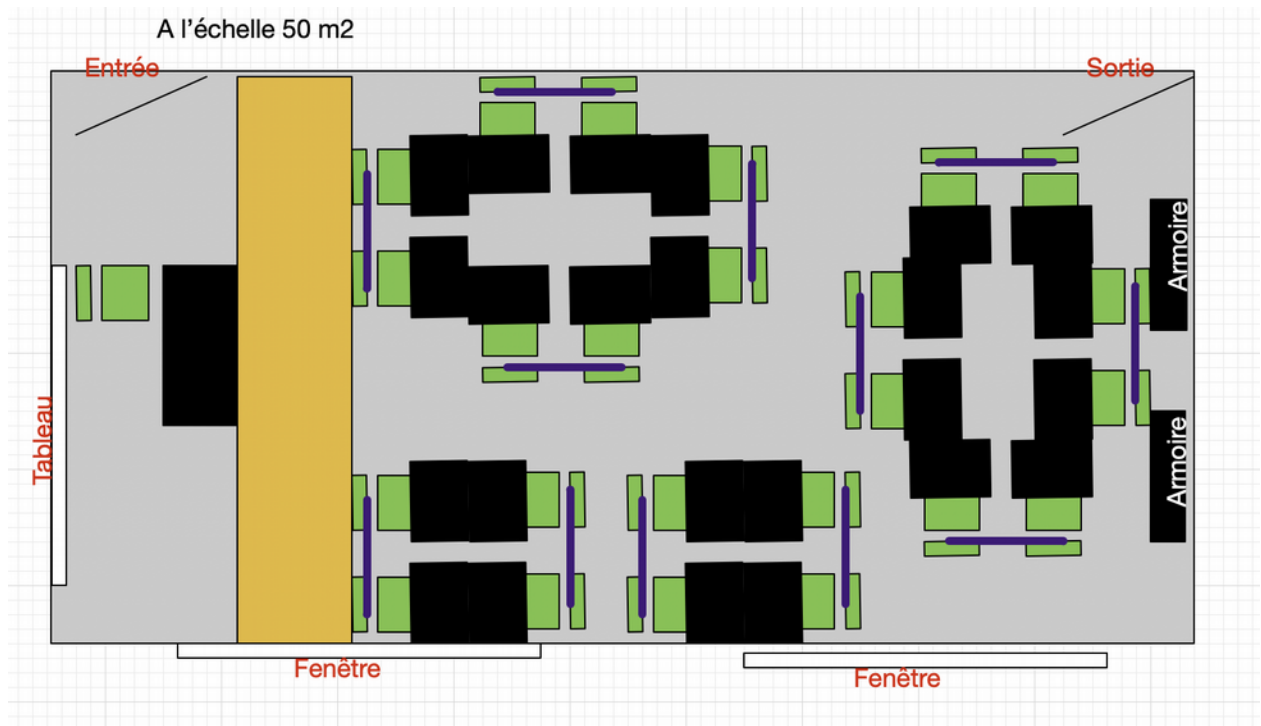 A l’échelle 50 m2
Entrée
Sortie
Armoire
Tableau
Armoire
Fenêtre
Fenêtre